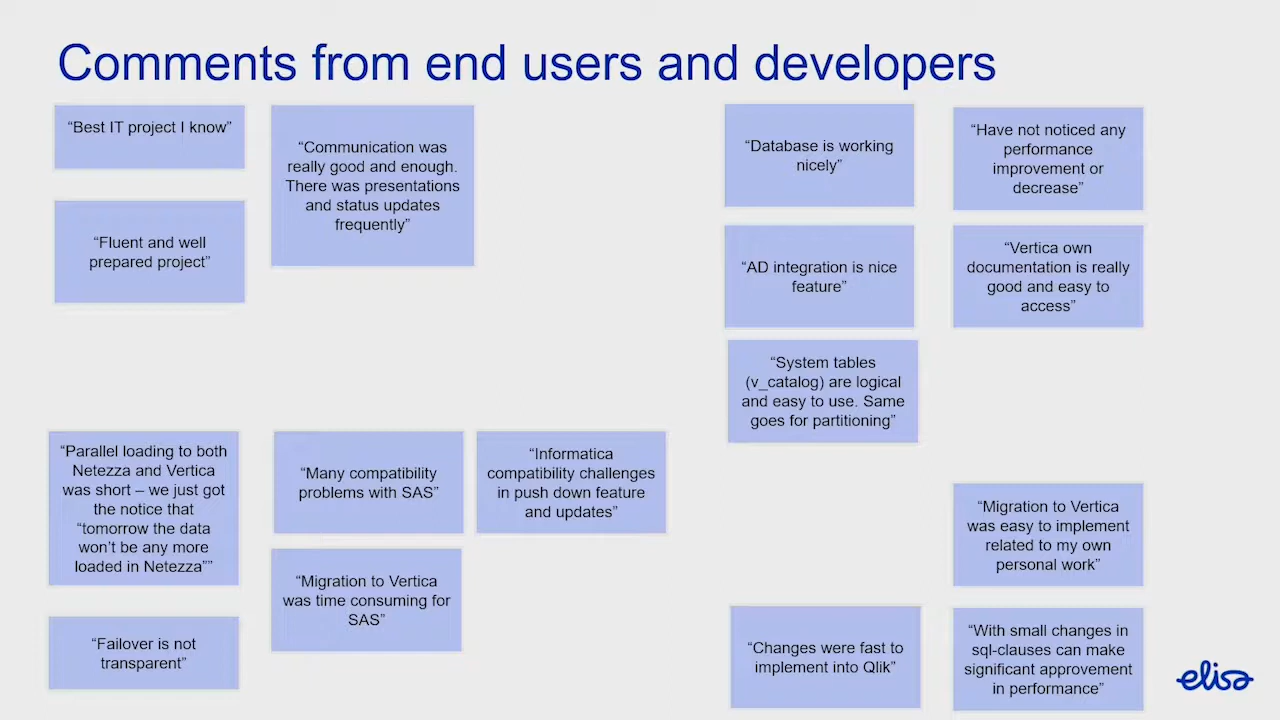 Comments from end users and developers
“Best IT project I know”
“Fluent and well
prepared project”
“Communication was
really good and enough.
There was presentations
and status updates
frequently”
“Database is working
nicely”
“Have not noticed any
performance
improvement or
decrease”
“AD integration is nice
feature”
“Vertica own
documentation is really
good and easy to
access”
“System tables
(v_catalog) are logical
and easy to use. Same
goes for partitioning”
“Parallel loading to both
Netezza and Vertica
was short – we just got
the notice that
“tomorrow the data
won’t be any more
loaded in Netezza””
“Many compatibility
problems with SAS”
“Informatica
compatibility challenges
in push down feature
and updates”
“Migration to Vertica
was time consuming for
SAS”
“Failover is not
transparent”
“Migration to Vertica
was easy to implement
related to my own
personal work”
“Changes were fast to
implement into Qlik”
“With small changes in
sql-clauses can make
significant approvement
in performance”
elisa